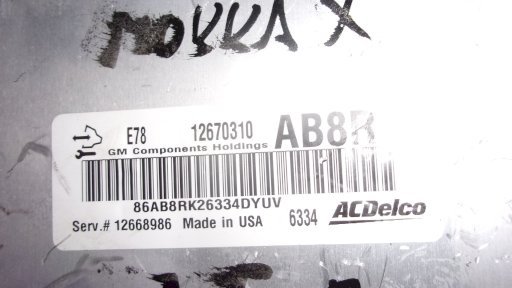 MOKKA X
E78 12670310 AB8R
GM Components Holdings
86AB8RK26334DYUV
Serv.# 12668986 Made in USA 6334 ACDelco